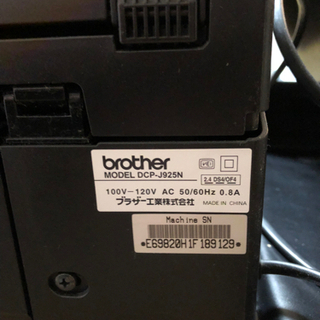 brother
MODEL DCP-J925N
2.4 DS4/OF4
100V-120V AC 50/60Hz 0.8A
ブラザー工業株式会社 MADE IN CHINA
Machine SN
*E69820H1F189129*